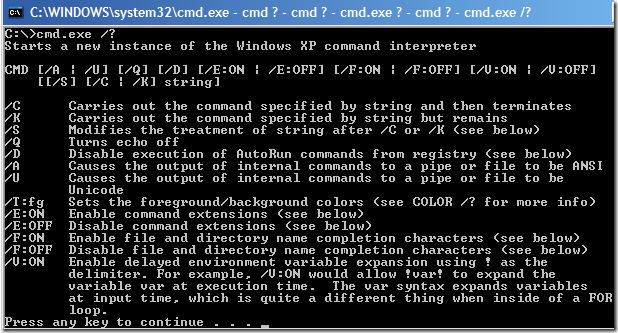 C:\WINDOWS\system32\cmd.exe - cmd ? - cmd ? - cmd.exe ? - cmd ? - cmd.exe /?
C:\>cmd.exe /?
Starts a new instance of the Windows XP command interpreter
CMD [/A ¦ /U] [/Q] [/D] [/E:ON ¦ /E:OFF] [/F:ON ¦ /F:OFF] [/V:ON ¦ /V:OFF]
[[/S] [/C ¦ /K] string]
/C Carries out the command specified by string and then terminates
/K Carries out the command specified by string but remains
/S Modifies the treatment of string after /C or /K (see below)
/Q Turns echo off
/D Disable execution of AutoRun commands from registry (see below)
/A Causes the output of internal commands to a pipe or file to be ANSI
/U Causes the output of internal commands to a pipe or file to be
Unicode
/T:fg Sets the foreground/background colors (see COLOR /? for more info)
/E:ON Enable command extensions (see below)
/E:OFF Disable command extensions (see below)
/F:ON Enable file and directory name completion characters (see below)
/F:OFF Disable file and directory name completion characters (see below)
/V:ON Enable delayed environment variable expansion using ! as the
delimiter. For example, /V:ON would allow !var! to expand the
variable var at execution time. The var syntax expands variables
at input time, which is quite a different thing when inside of a FOR
loop.
Press any key to continue . . . _